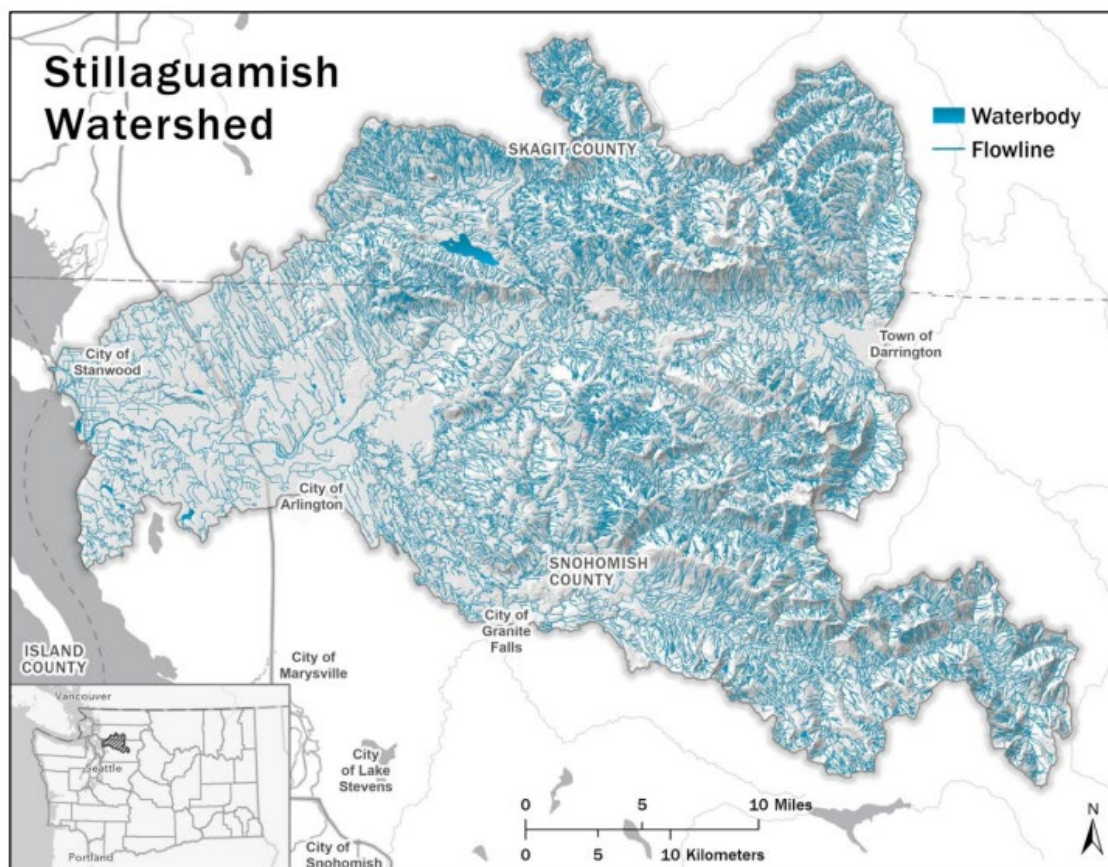 Stillaguamish
Watershed
Waterbody
Flowline
SKAGIT COUNTY
City of
Stanwood
Town of
Darrington
City of
Arlington
SNOHOMISH
COUNTY
City of
Granite
Falls
ISLAND
COUNTY
City of
Marysville
Vancouver
Seattle
Portland
City
of Lake
Stevens
City of
Snohomish
0 5 10 Miles
0 5 10 Kilometers
N